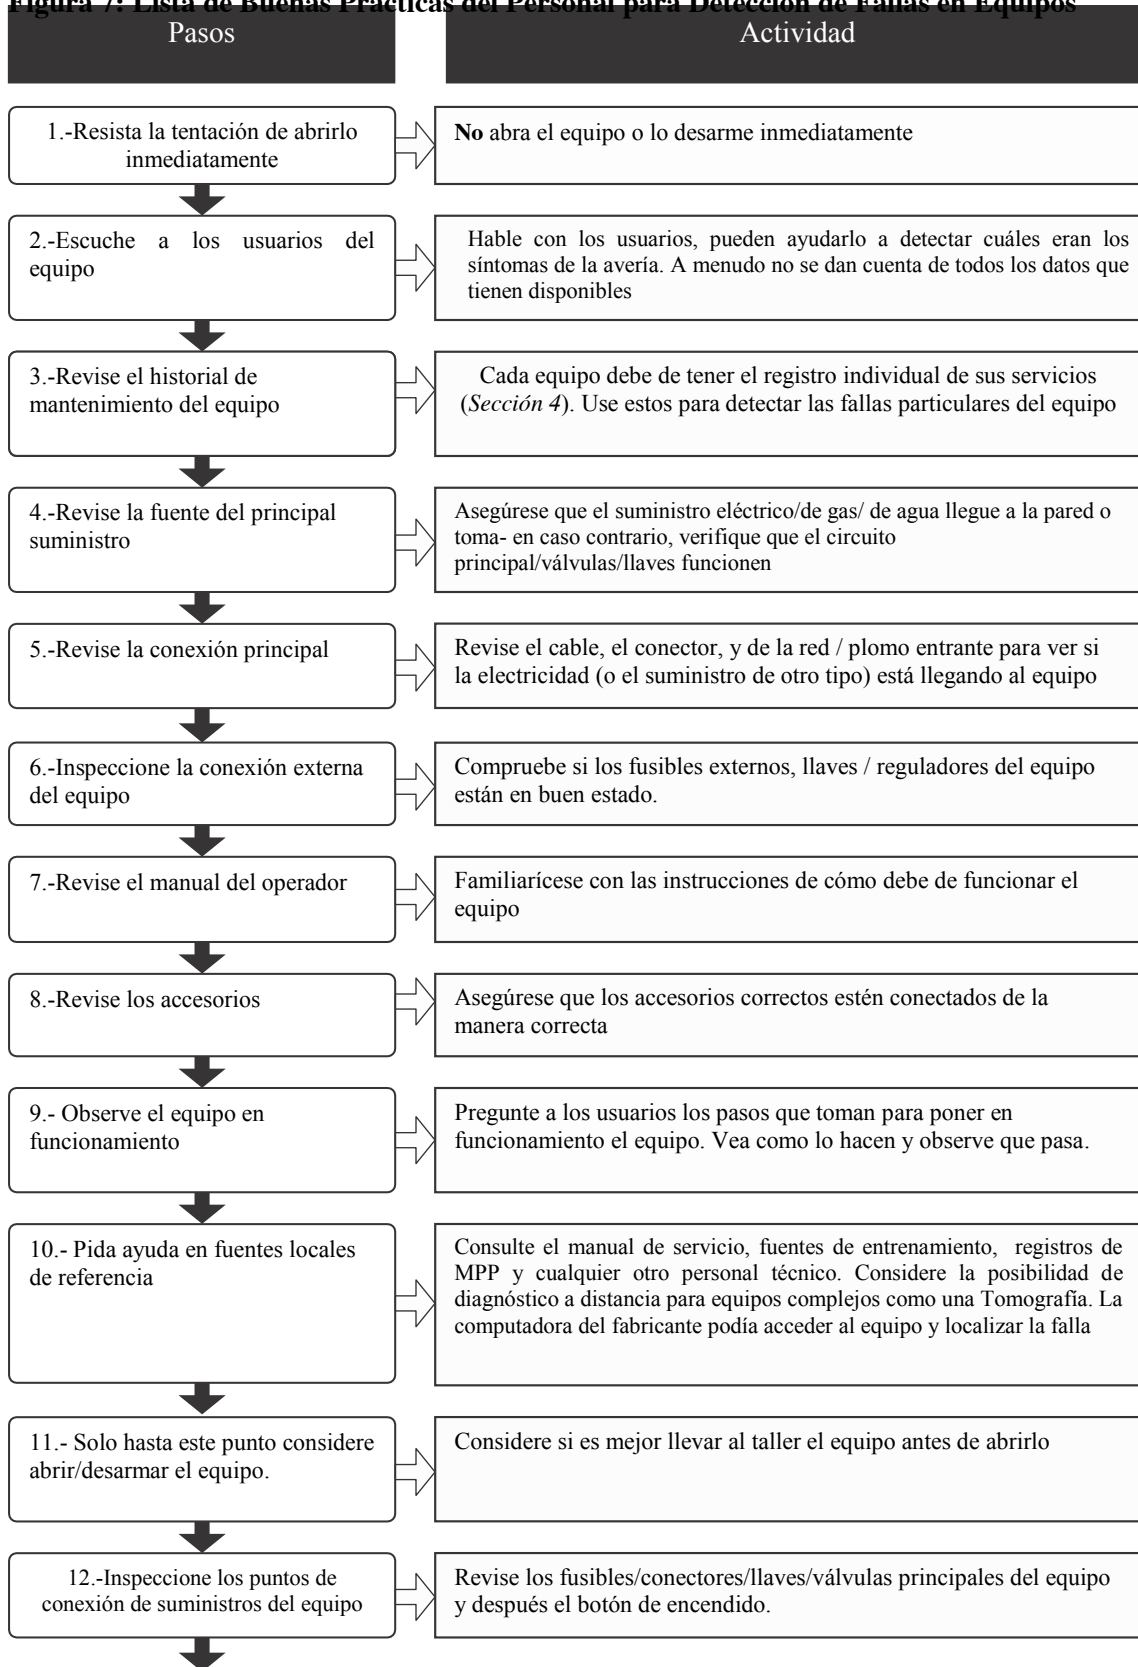 Figura 7: Lista de Buenas Prácticas del Personal para Detección de Fallas en Equipos
Pasos
Actividad
1.-Resista la tentación de abrirlo
inmediatamente
No abra el equipo o lo desarme inmediatamente
2.-Escuche a los usuarios del
equipo
Hable con los usuarios, pueden ayudarlo a detectar cuáles eran los
síntomas de la avería. A menudo no se dan cuenta de todos los datos que
tienen disponibles
3.-Revise el historial de
mantenimiento del equipo
Cada equipo debe de tener el registro individual de sus servicios
(Sección 4). Use estos para detectar las fallas particulares del equipo
4.-Revise la fuente del principal
suministro
Asegúrese que el suministro eléctrico/de gas/ de agua llegue a la pared o
toma- en caso contrario, verifique que el circuito
principal/válvulas/llaves funcionen
5.-Revise la conexión principal
Revise el cable, el conector, y de la red / plomo entrante para ver si
la electricidad (o el suministro de otro tipo) está llegando al equipo
6.-Inspeccione la conexión externa
del equipo
Compruebe si los fusibles externos, llaves / reguladores del equipo
están en buen estado.
7.-Revise el manual del operador
Familiarícese con las instrucciones de cómo debe de funcionar el
equipo
8.-Revise los accesorios
Asegúrese que los accesorios correctos estén conectados de la
manera correcta
9.- Observe el equipo en
funcionamiento
Pregunte a los usuarios los pasos que toman para poner en
funcionamiento el equipo. Vea como lo hacen y observe que pasa.
10.- Pida ayuda en fuentes locales
de referencia
Consulte el manual de servicio, fuentes de entrenamiento, registros de
MPP y cualquier otro personal técnico. Considere la posibilidad de
diagnóstico a distancia para equipos complejos como una Tomografía. La
computadora del fabricante podía acceder al equipo y localizar la falla
11.- Solo hasta este punto considere
abrir/desarmar el equipo.
Considere si es mejor llevar al taller el equipo antes de abrirlo
12.-Inspeccione los puntos de
conexión de suministros del equipo
Revise los fusibles/conectores/llaves/válvulas principales del equipo
y después el botón de encendido.